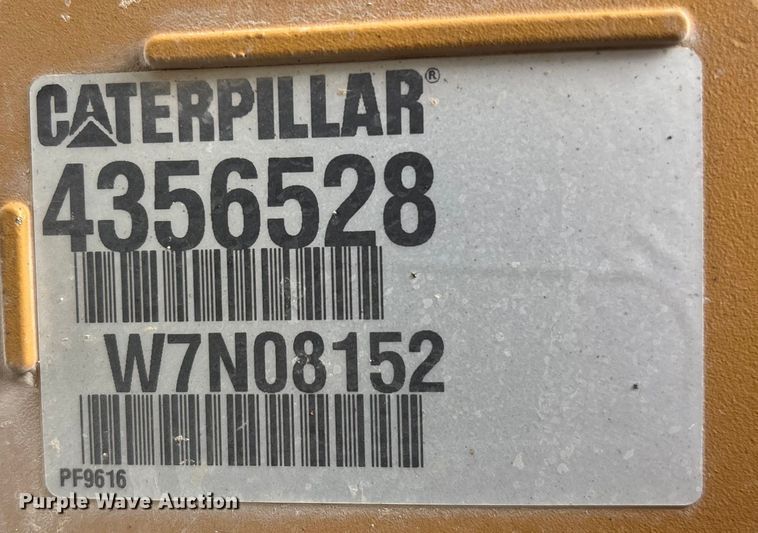 CATERPILLAR®
4356528
W7N08152
PF9616
Purple Wave Auction